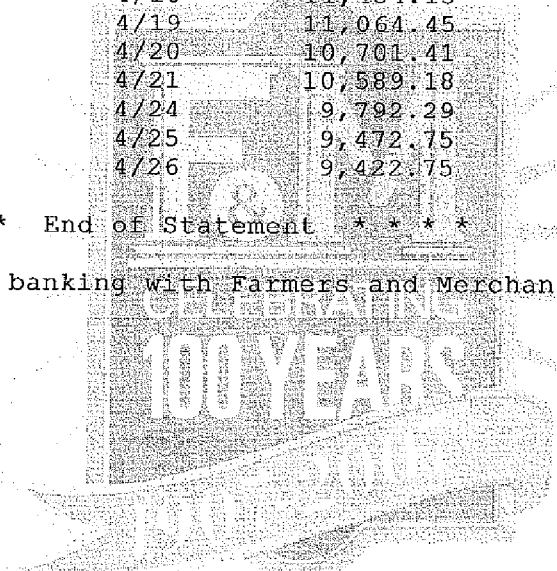 4/19 11,064.45
4/20 10,701.41
4/21 10,589.18
4/24 9,792.29
4/25 9,472.75
4/26 9,422.75
* End of Statement * * * *
banking with Farmers and Merchan
F&M
CELEBRATING
100 YEARS